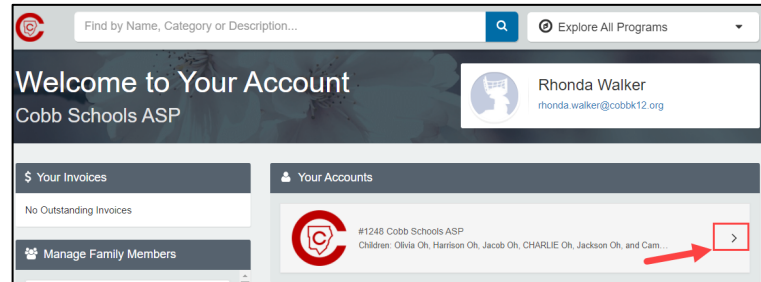 Find by Name, Category or Description...
Explore All Programs
Welcome to Your Account
Cobb Schools ASP
Rhonda Walker
rhonda.walker@cobbk12.org
$ Your Invoices
No Outstanding Invoices
Manage Family Members
Your Accounts
#1248 Cobb Schools ASP
Children: Olivia Oh, Harrison Oh, Jacob Oh, CHARLIE Oh, Jackson Oh, and Cam...